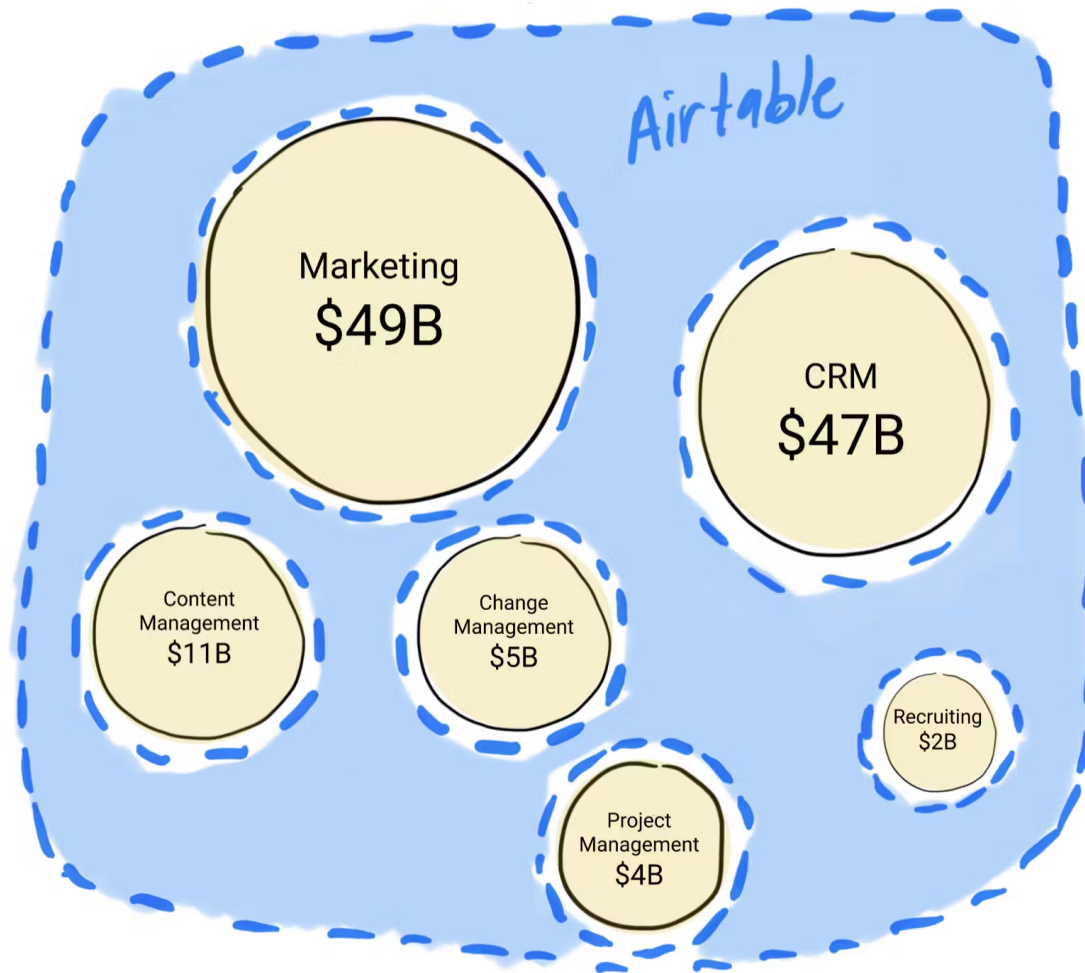 Airtable
Marketing
$49B
CRM
$47B
Content
Management
$11B
Change
Management
$5B
Recruiting
$2B
Project
Management
$4B